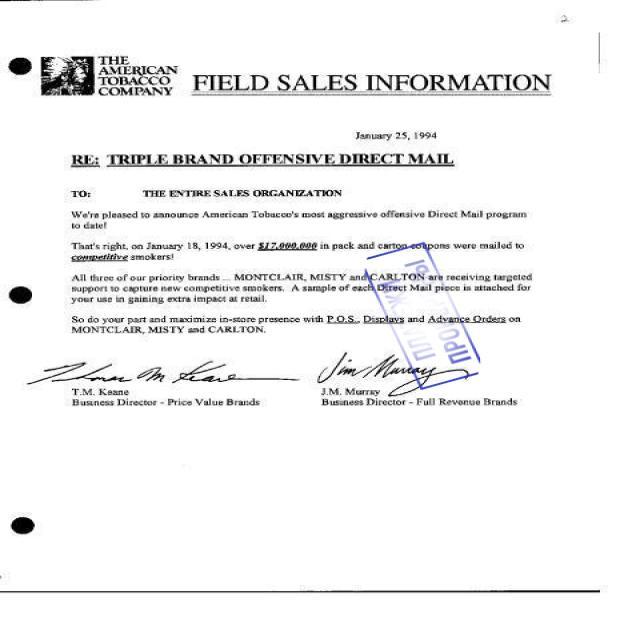 2
THE
AMERICAN
TOBACCO
COMPANY
FIELD SALES INFORMATION
January 25, 1994
RE: TRIPLE BRAND OFFENSIVE DIRECT MAIL
TO: THE ENTIRE SALES ORGANIZATION
We're pleased to announce American Tobacco's most aggressive offensive Direct Mail program
to date!
That's right, on January 18, 1994, over $17,000,000 in pack and carton coupons were mailed to
competitive smokers!
All three of our priority brands ... MONTCLAIR, MISTY and CARLTON are receiving targeted
support to capture new competitive smokers. A sample of each Direct Mail piece is attached for
your use in gaining extra impact at retail.
So do your part and maximize in-store presence with P.O.S., Displays and Advance Orders on
MONTCLAIR, MISTY and CARLTON.
Thomas M Keane
Jim Murray
T.M. Keane
J.M. Murray
Business Director - Price Value Brands
Business Director - Full Revenue Brands